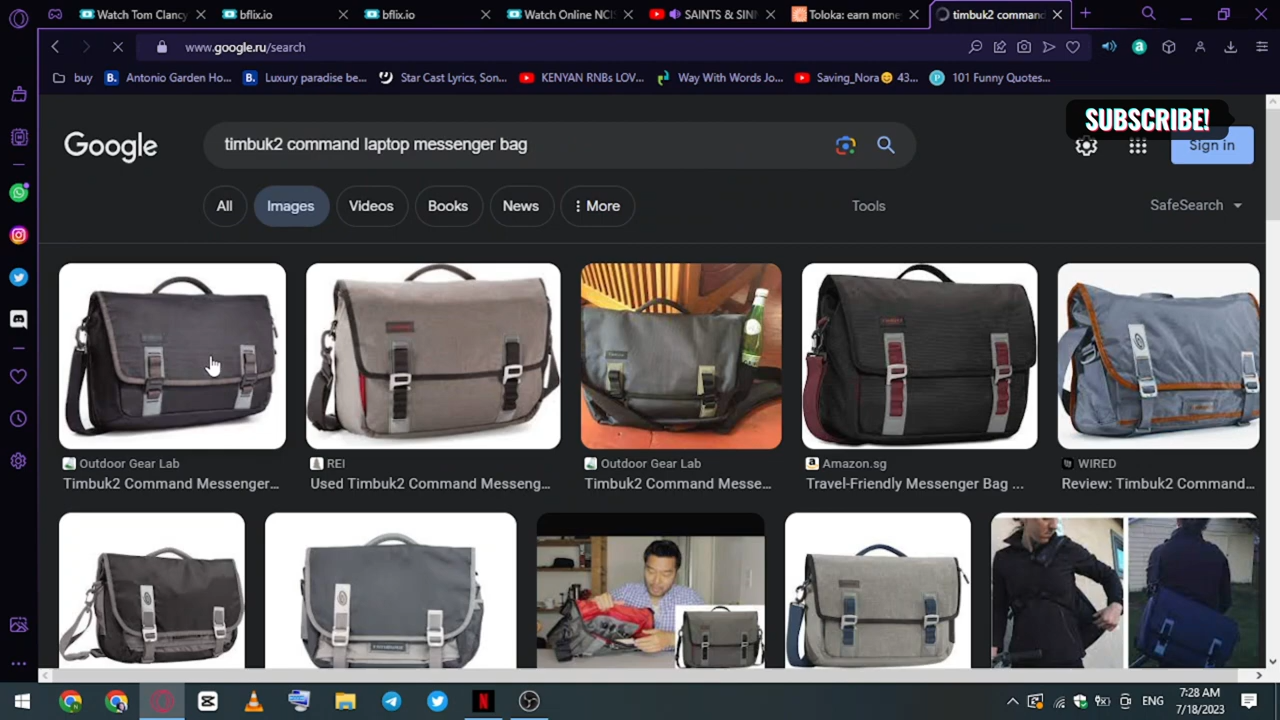 Watch Tom Clancy
bflix.io
bflix.io
Watch Online NCIS
SAINTS & SINN
Toloka: earn mone
timbuk2 command
www.google.ru/search
buy
Antonio Garden Ho...
Luxury paradise be...
Star Cast Lyrics, Son...
KENYAN RNBs LOV...
Way With Words Jo...
Saving_Nora😊 43...
101 Funny Quotes...
SUBSCRIBE!
Google
timbuk2 command laptop messenger bag
Sign in
All
Images
Videos
Books
News
More
Tools
SafeSearch
Outdoor Gear Lab
Timbuk2 Command Messenger...
REI
Used Timbuk2 Command Messeng...
Outdoor Gear Lab
Timbuk2 Command Messe...
Amazon.sg
Travel-Friendly Messenger Bag ...
WIRED
Review: Timbuk2 Command...
ENG
7:28 AM
7/18/2023